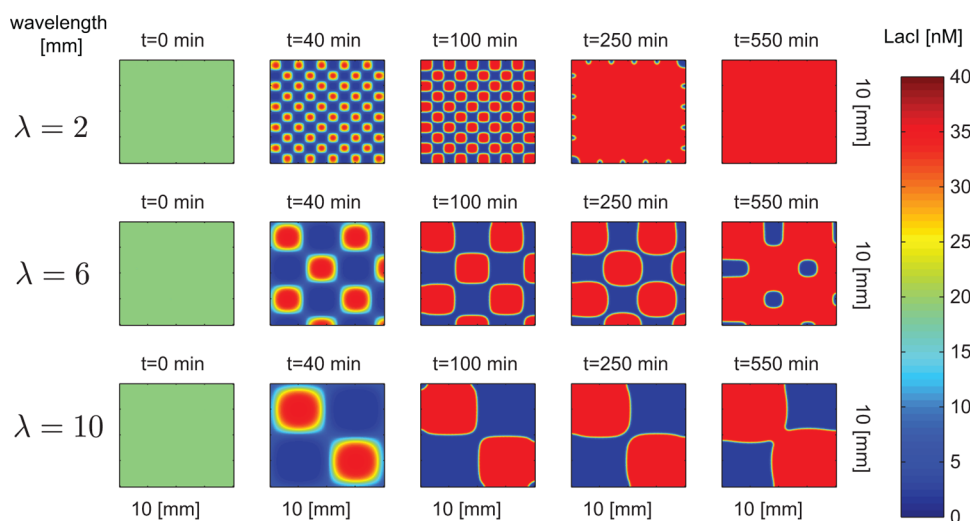 wavelength
[mm]
t=0 min t=40 min t=100 min t=250 min t=550 min LacI [nM]
λ = 2
10 [mm]
t=0 min t=40 min t=100 min t=250 min t=550 min
λ = 6
10 [mm]
t=0 min t=40 min t=100 min t=250 min t=550 min
λ = 10
10 [mm]
10 [mm] 10 [mm] 10 [mm] 10 [mm] 10 [mm]
40
35
30
25
20
15
10
5
0